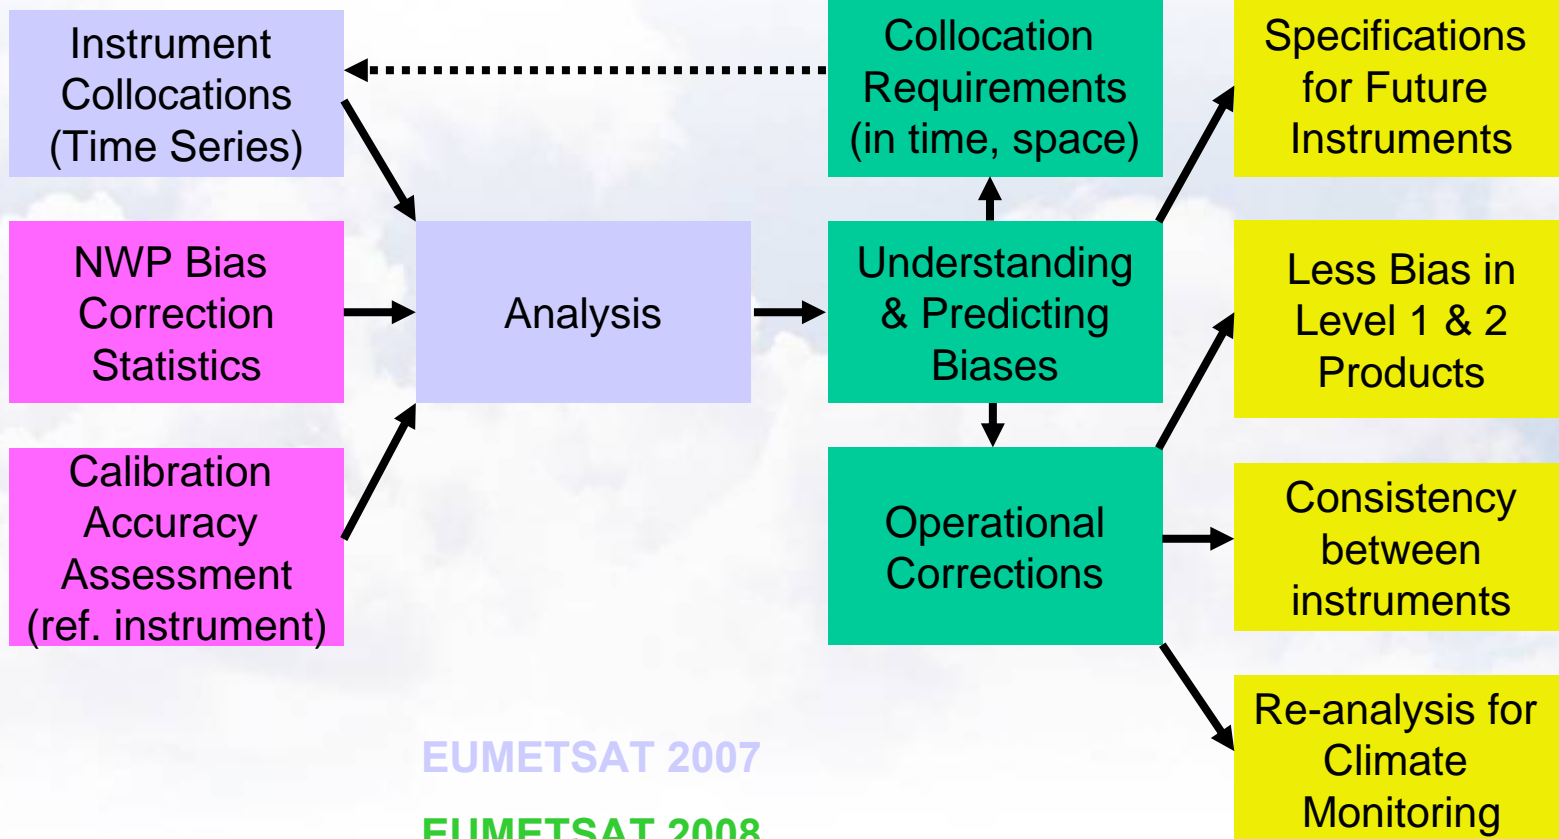 Instrument
Collocations
(Time Series)
NWP Bias
Correction
Statistics
Calibration
Accuracy
Assessment
(ref. instrument)
Analysis
Collocation
Requirements
(in time, space)
Understanding
& Predicting
Biases
Operational
Corrections
Specifications
for Future
Instruments
Less Bias in
Level 1 & 2
Products
Consistency
between
instruments
Re-analysis for
Climate
Monitoring
EUMETSAT 2007
EUMETSAT 2008